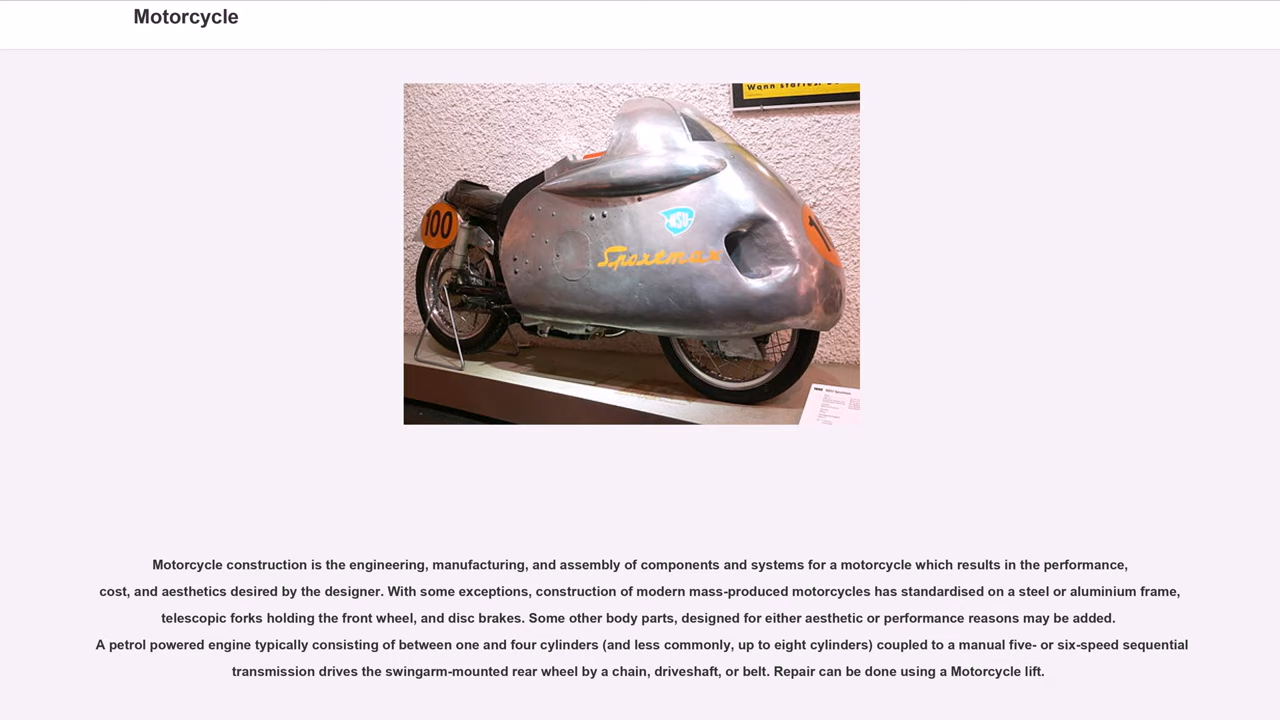 Motorcycle
Wann startest
100
NSU
Sportmax
Motorcycle construction is the engineering, manufacturing, and assembly of components and systems for a motorcycle which results in the performance,
cost, and aesthetics desired by the designer. With some exceptions, construction of modern mass-produced motorcycles has standardised on a steel or aluminium frame,
telescopic forks holding the front wheel, and disc brakes. Some other body parts, designed for either aesthetic or performance reasons may be added.
A petrol powered engine typically consisting of between one and four cylinders (and less commonly, up to eight cylinders) coupled to a manual five- or six-speed sequential
transmission drives the swingarm-mounted rear wheel by a chain, driveshaft, or belt. Repair can be done using a Motorcycle lift.